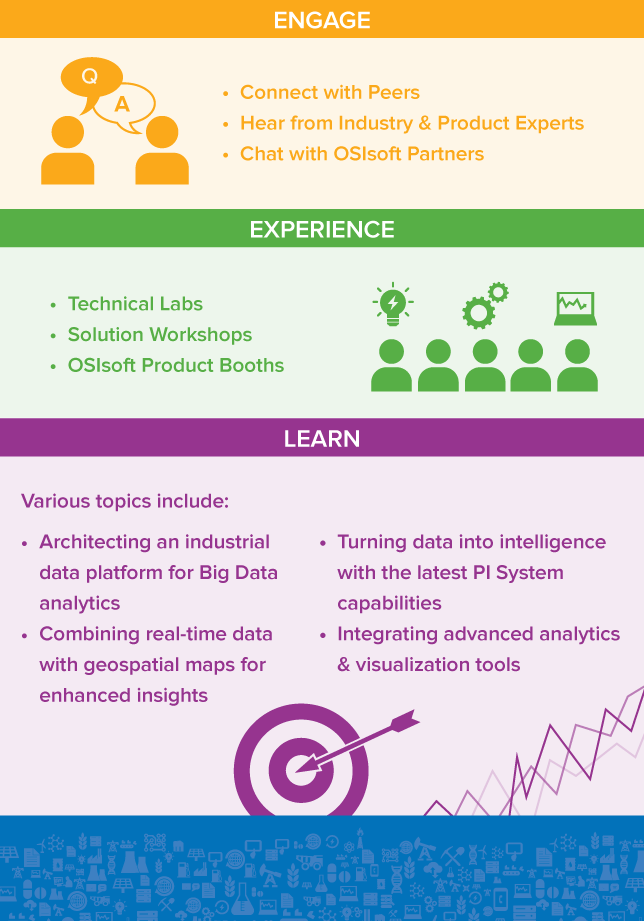 ENGAGE
Q
A
• Connect with Peers
• Hear from Industry & Product Experts
• Chat with OSIsoft Partners
EXPERIENCE
• Technical Labs
• Solution Workshops
• OSIsoft Product Booths
LEARN
Various topics include:
• Architecting an industrial
data platform for Big Data
analytics
• Combining real-time data
with geospatial maps for
enhanced insights
• Turning data into intelligence
with the latest PI System
capabilities
• Integrating advanced analytics
& visualization tools